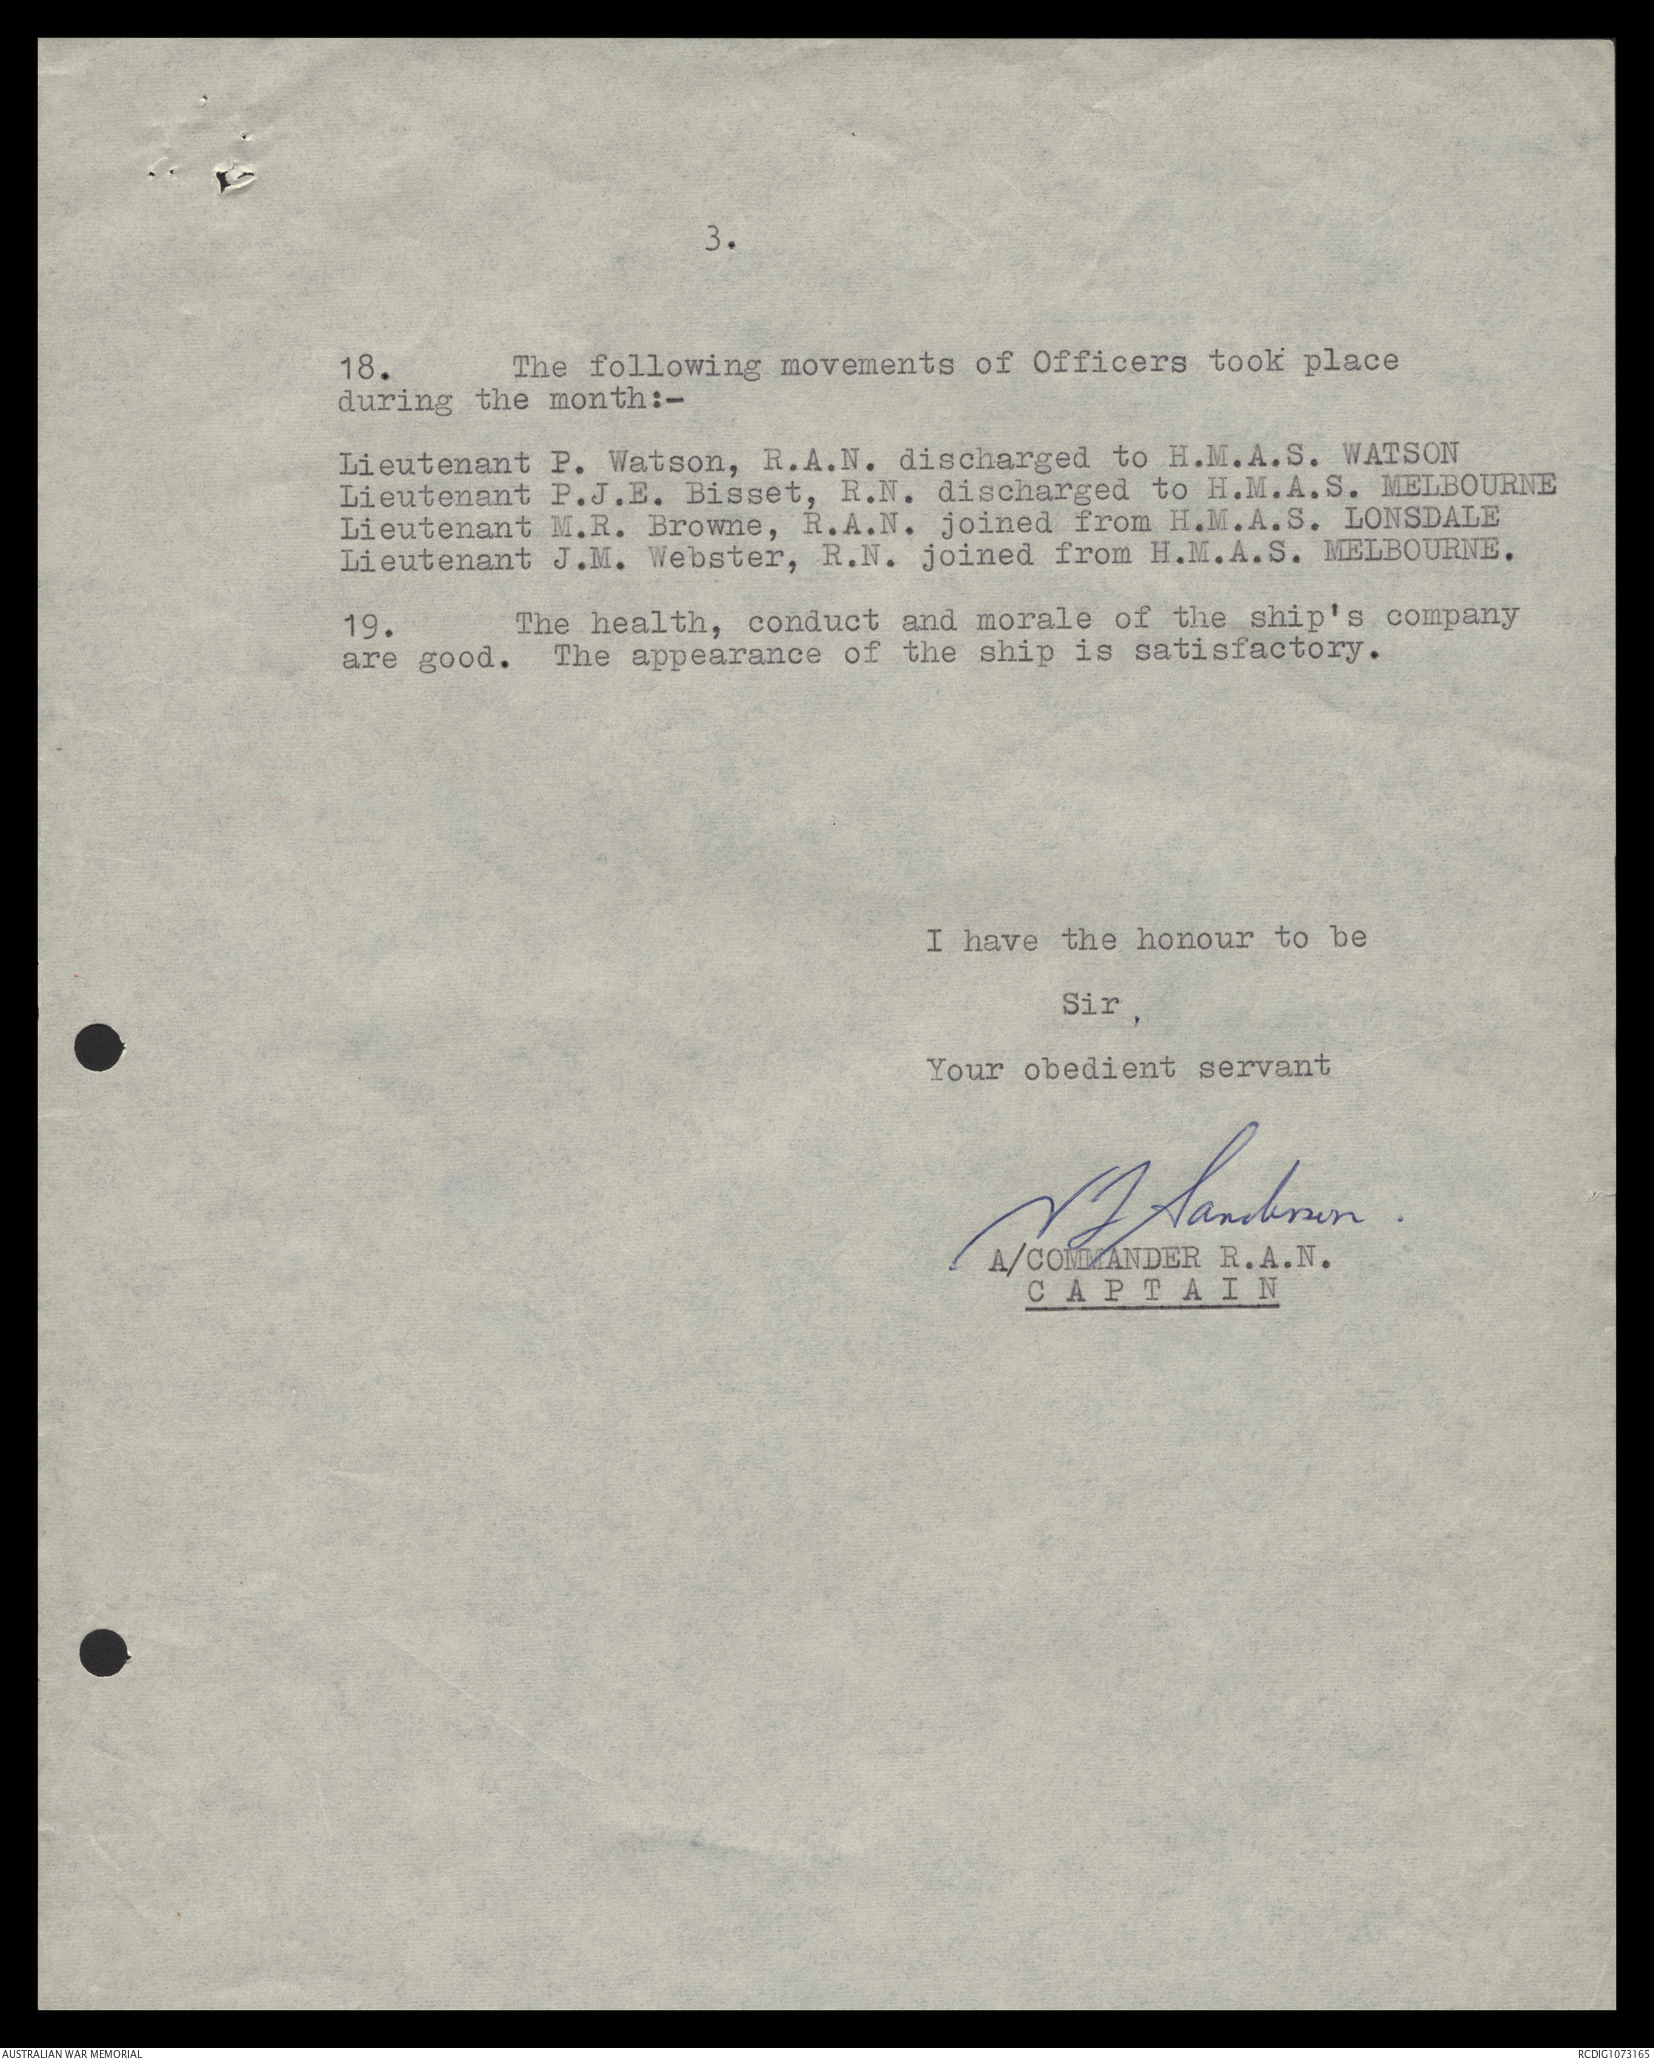 3.
18. The following movements of Officers took place
during the month:-
Lieutenant P. Watson, R.A.N. discharged to H.M.A.S. WATSON
Lieutenant P.J.E. Bisset, R.N. discharged to H.M.A.S. MELBOURNE
Lieutenant M.R. Browne, R.A.N. joined from H.M.A.S. LONSDALE
Lieutenant J.M. Webster, R.N. joined from H.M.A.S. MELBOURNE.
19. The health, conduct and morale of the ship's company
are good. The appearance of the ship is satisfactory.
I have the honour to be
Sir,
Your obedient servant
Sanderson.
A/COMMANDER R.A.N.
C A P T A I N
AUSTRALIAN WAR MEMORIAL
RCDIG1073165